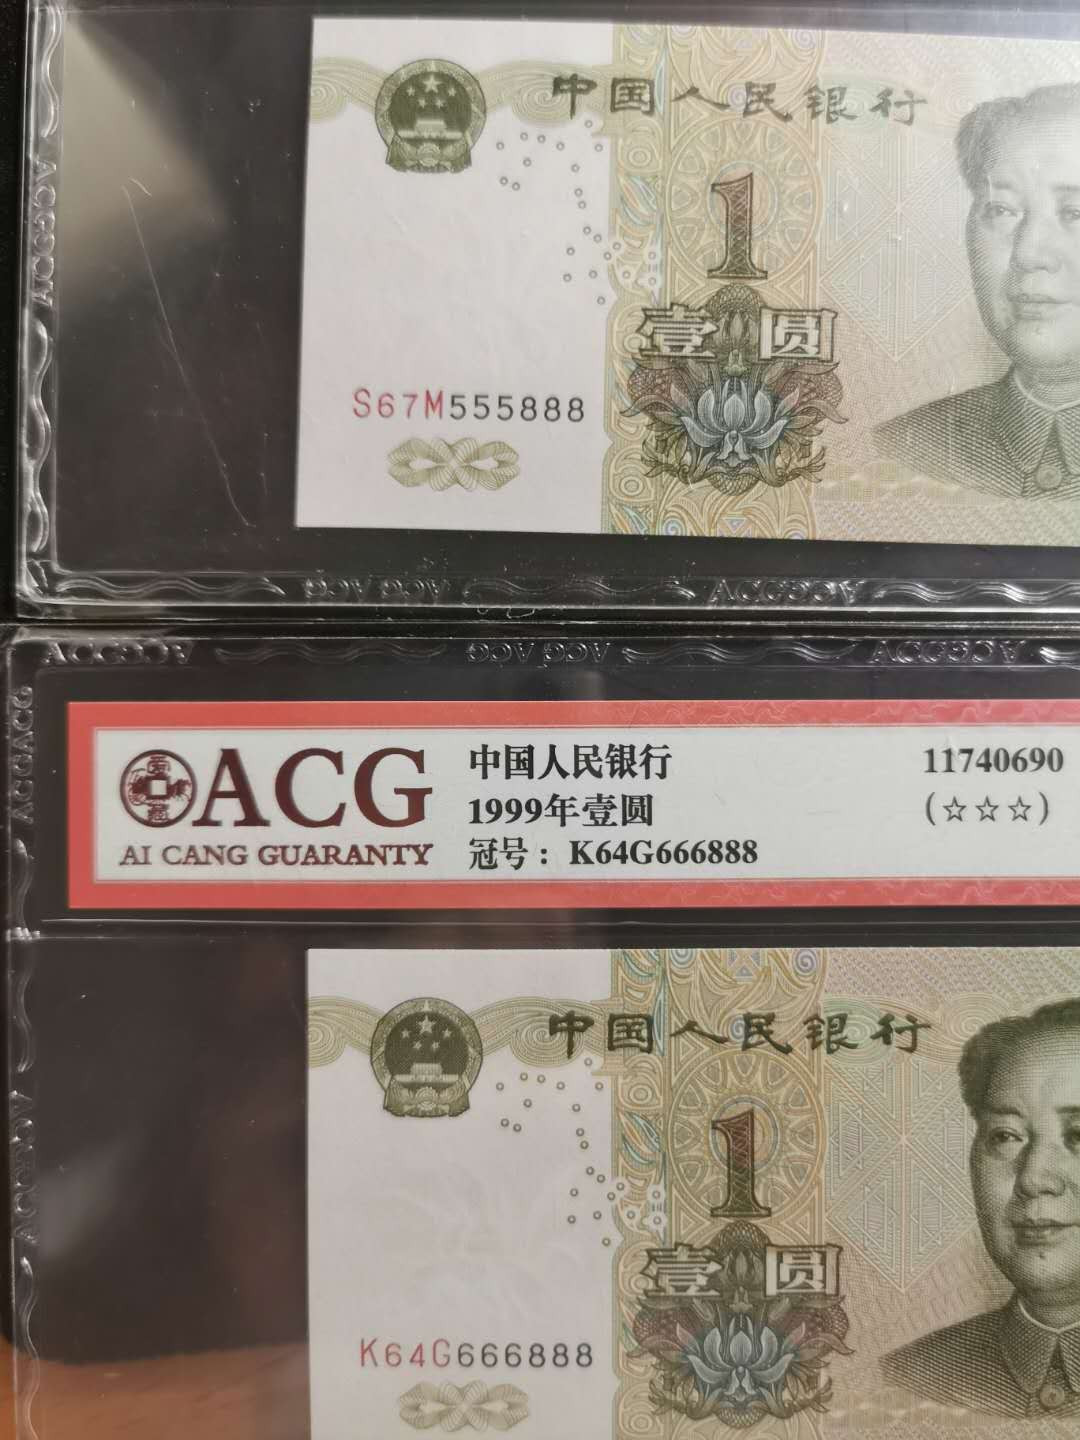 中国人民银行
1
壹圆
S67M555888
ACG ACG
ACG
中国人民银行
11740690
1999年壹圆
(☆☆☆)
AI CANG GUARANTY
冠号：K64G666888
中国人民银行
1
壹圆
K64G666888